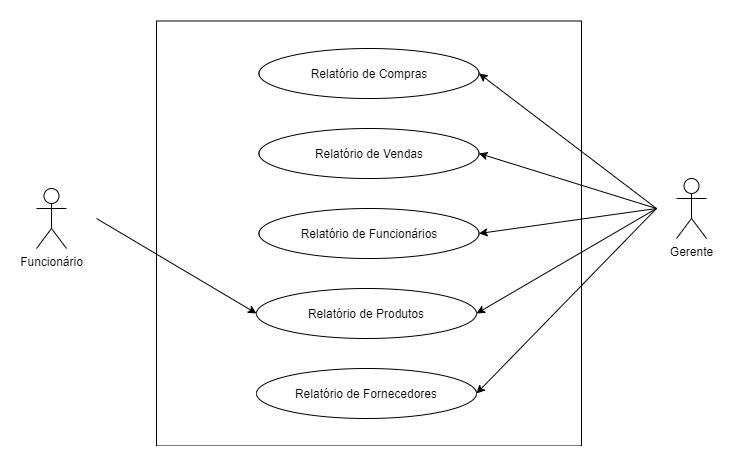 Relatório de Compras
Relatório de Vendas
Relatório de Funcionários
Relatório de Produtos
Relatório de Fornecedores
Funcionário
Gerente